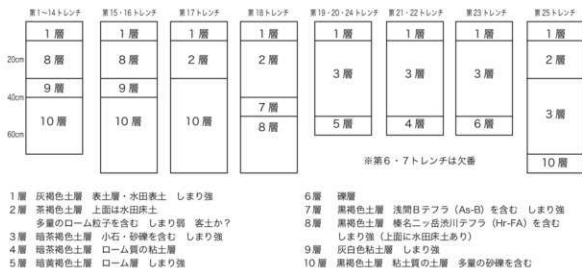 第1～14トレンチ 第15・16トレンチ 第17トレンチ 第18トレンチ 第19・20・24トレンチ 第21・22トレンチ 第23トレンチ 第25トレンチ
1層 1層 1層 1層 1層 1層 1層 1層
20cm 8層 8層 2層 2層 3層 3層 3層 2層
40cm 9層 9層 10層 7層 5層 4層 6層 3層
60cm 10層 10層 8層 10層
※第6・7トレンチは欠番
1層 灰褐色土層 表土層・水田表土 しまり強
2層 茶褐色土層 上面は水田床土
多量のローム粒子を含む しまり弱 客土か?
3層 暗茶褐色土層 小石・砂礫を含む しまり強
4層 暗茶褐色土層 ローム質の粘土層
5層 暗黄褐色土層 ローム層 しまり強
6層 礫層
7層 黒褐色土層 浅間Bテフラ（As-B）を含む しまり強
8層 黒褐色土層 榛名ニッ岳渋川テフラ（Hr-FA）を含む
しまり強（上面に水田床土あり）
9層 灰白色粘土層 しまり強
10層 黒褐色土層 粘土質の土層 多量の砂礫を含む